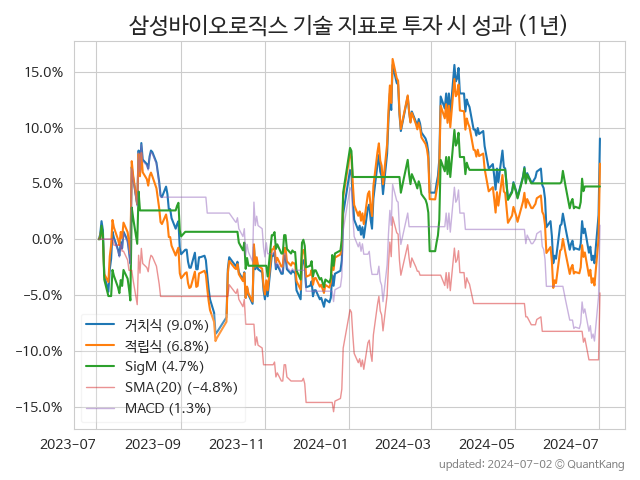 삼성바이오로직스 기술 지표로 투자 시 성과 (1년)
15.0%
10.0%
5.0%
0.0%
−5.0%
−10.0%
−15.0%
거치식 (9.0%)
적립식 (6.8%)
SigM (4.7%)
SMA(20) (−4.8%)
MACD (1.3%)
2023-07 2023-09 2023-11 2024-01 2024-03 2024-05 2024-07
updated: 2024-07-02 © QuantKang